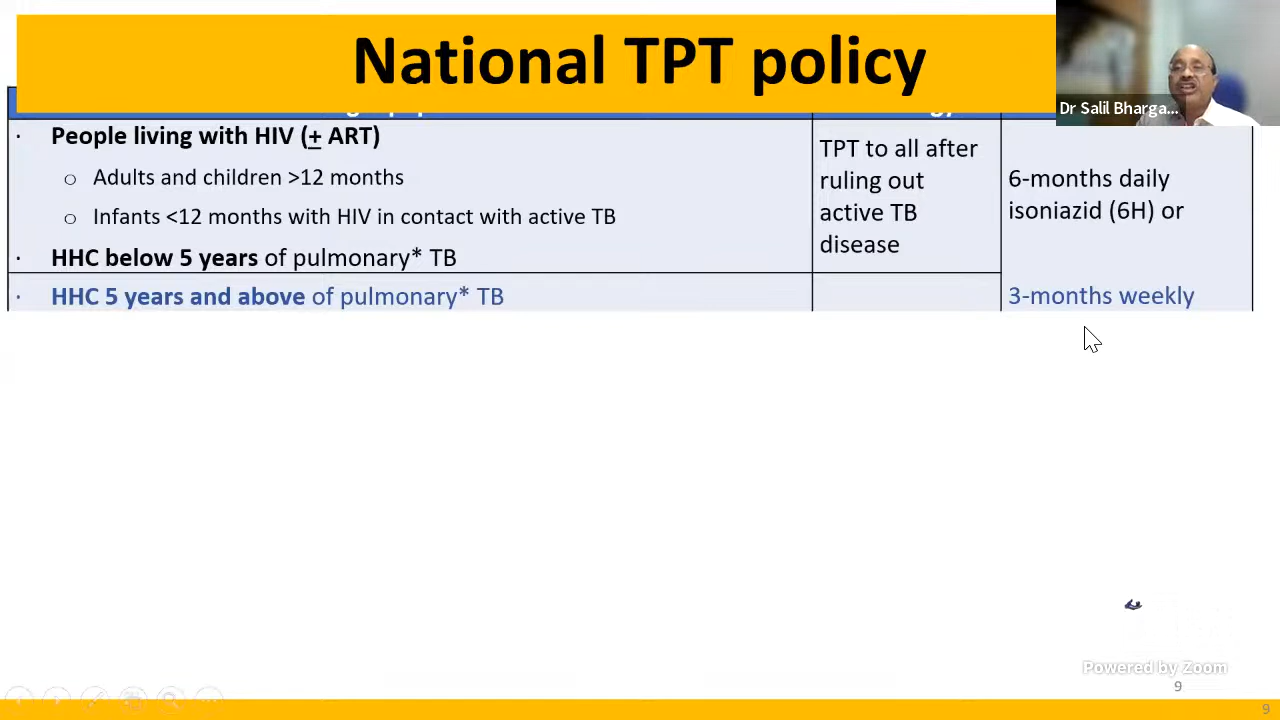 National TPT policy
Dr Salil Bharga...
· People living with HIV (+ ART)
o Adults and children >12 months
o Infants <12 months with HIV in contact with active TB
· HHC below 5 years of pulmonary* TB
TPT to all after
ruling out
active TB
disease
6-months daily
isoniazid (6H) or
· HHC 5 years and above of pulmonary* TB
3-months weekly
Powered by Zoom
9
9